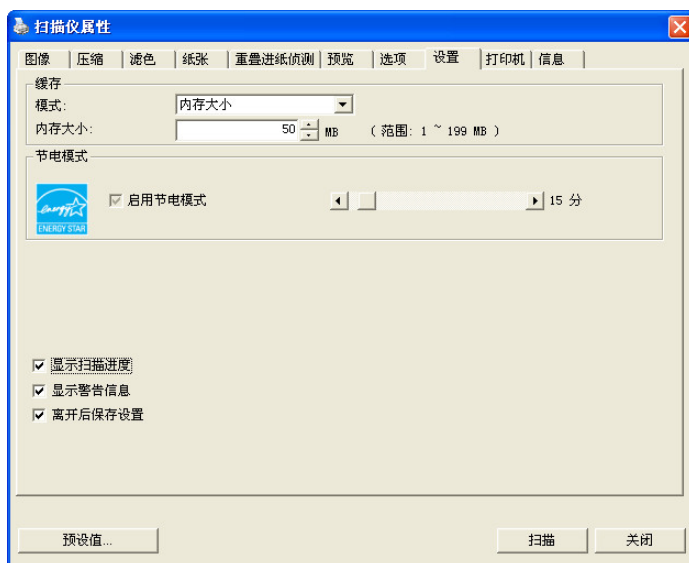 扫描仪属性
图像 压缩 滤色 纸张 重叠进纸侦测 预览 选项 设置 打印机 信息
缓存
模式: 内存大小
内存大小: 50 MB (范围: 1 ~ 199 MB )
节电模式
energy
ENERGY STAR
启用节电模式 15 分
显示扫描进度
显示警告信息
离开后保存设置
预设值... 扫描 关闭